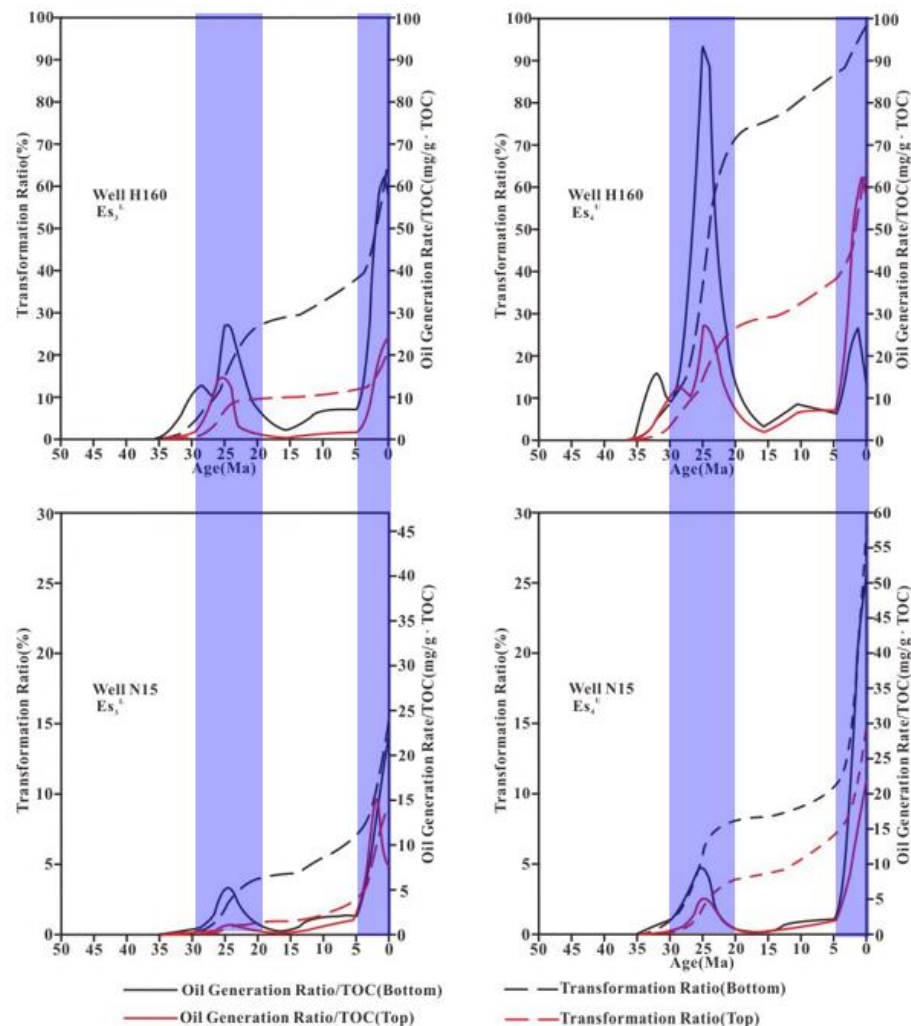 100 90 80 70 60 50 40 30 20 10 0
Transformation Ratio(%)
Well H160
Es₃ᴸ
50 45 40 35 30 25 20 15 10 5 0
Age(Ma)
100 90 80 70 60 50 40 30 20 10 0
Oil Generation Rate/TOC(mg/g · TOC)
100 90 80 70 60 50 40 30 20 10 0
Transformation Ratio(%)
Well H160
Es₄ᵁ
50 45 40 35 30 25 20 15 10 5 0
Age(Ma)
100 90 80 70 60 50 40 30 20 10 0
Oil Generation Rate/TOC(mg/g · TOC)
30 25 20 15 10 5 0
Transformation Ratio(%)
Well N15
Es₃ᴸ
50 45 40 35 30 25 20 15 10 5 0
Age(Ma)
45 40 35 30 25 20 15 10 5 0
Oil Generation Rate/TOC(mg/g · TOC)
30 25 20 15 10 5 0
Transformation Ratio(%)
Well N15
Es₄ᵁ
50 45 40 35 30 25 20 15 10 5 0
Age(Ma)
60 55 50 45 40 35 30 25 20 15 10 5 0
Oil Generation Rate/TOC(mg/g · TOC)
Oil Generation Ratio/TOC(Bottom)
Transformation Ratio(Bottom)
Oil Generation Ratio/TOC(Top)
Transformation Ratio(Top)